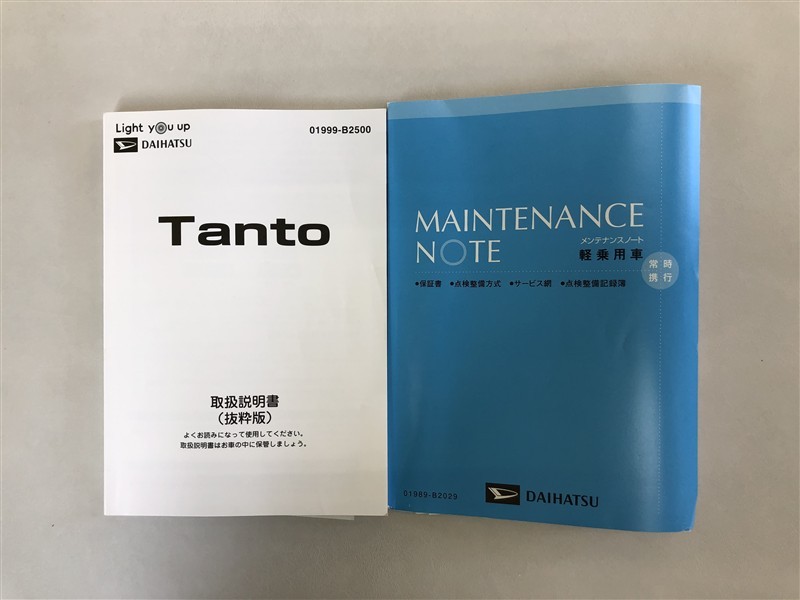 Light you up
01999-B2500
DAIHATSU
Tanto
取扱説明書
（抜粋版）
よくお読みになって使用してください。
取扱説明書はお車の中に保管しましょう。
MAINTENANCE
NOTE
メンテナンスノート
軽乗用車
常時
携行
●保証書 ●点検整備方式 ●サービス網 ●点検整備記録簿
01989-B2029
DAIHATSU